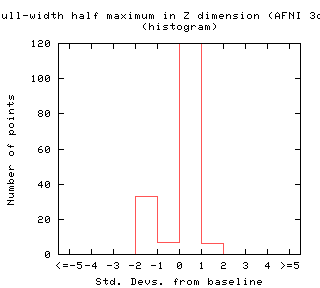 ull-width half maximum in Z dimension (AFNI 3d
(histogram)
120
100
80
60
40
20
0
Number of points
<=-5 -4 -3 -2 -1 0 1 2 3 4 >=5
Std. Devs. from baseline